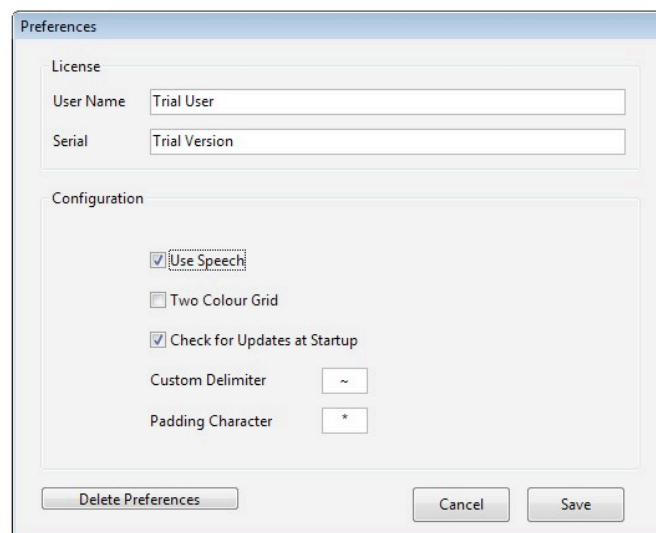 Preferences
License
User Name Trial User
Serial Trial Version
Configuration
Use Speech
Two Colour Grid
Check for Updates at Startup
Custom Delimiter ~
Padding Character *
Delete Preferences Cancel Save